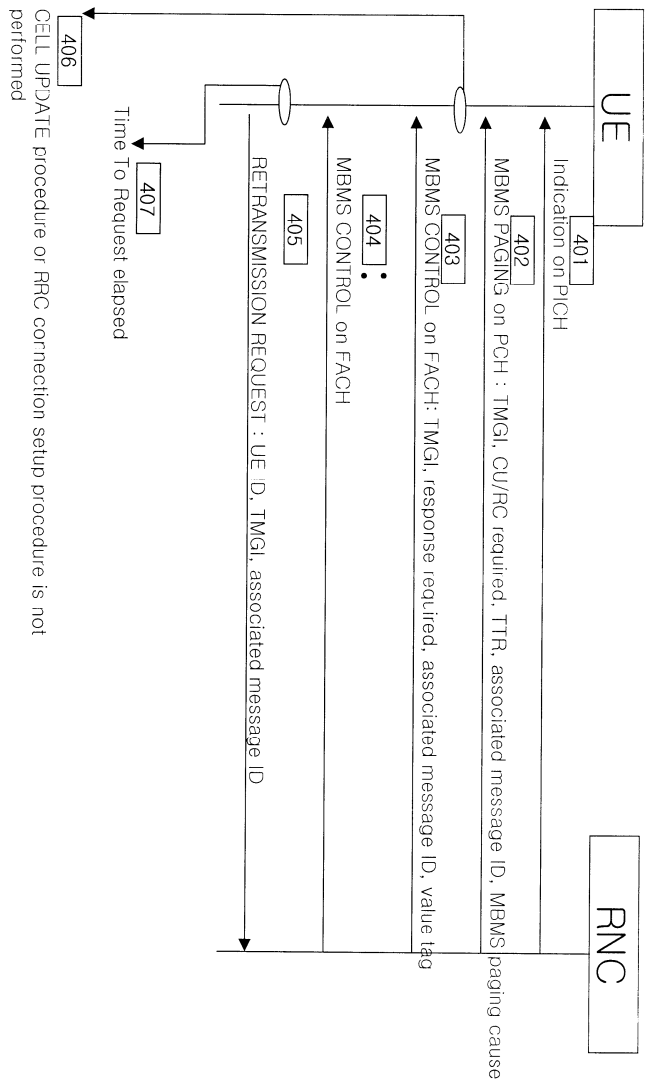 UE
RNC
401
Indication on PICH
402
MBMS PAGING on PCH : TMGI, CU/RC required, TTR, associated message ID, MBMS paging cause
403
MBMS CONTROL on FACH: TMGI, response required, associated message ID, value tag
404 :
MBMS CONTROL on FACH
405
RETRANSMISSION REQUEST : UE ID, TMGI, associated message ID
407
Time To Request elapsed
406
CELL UPDATE procedure or RRC connection setup procedure is not
performed